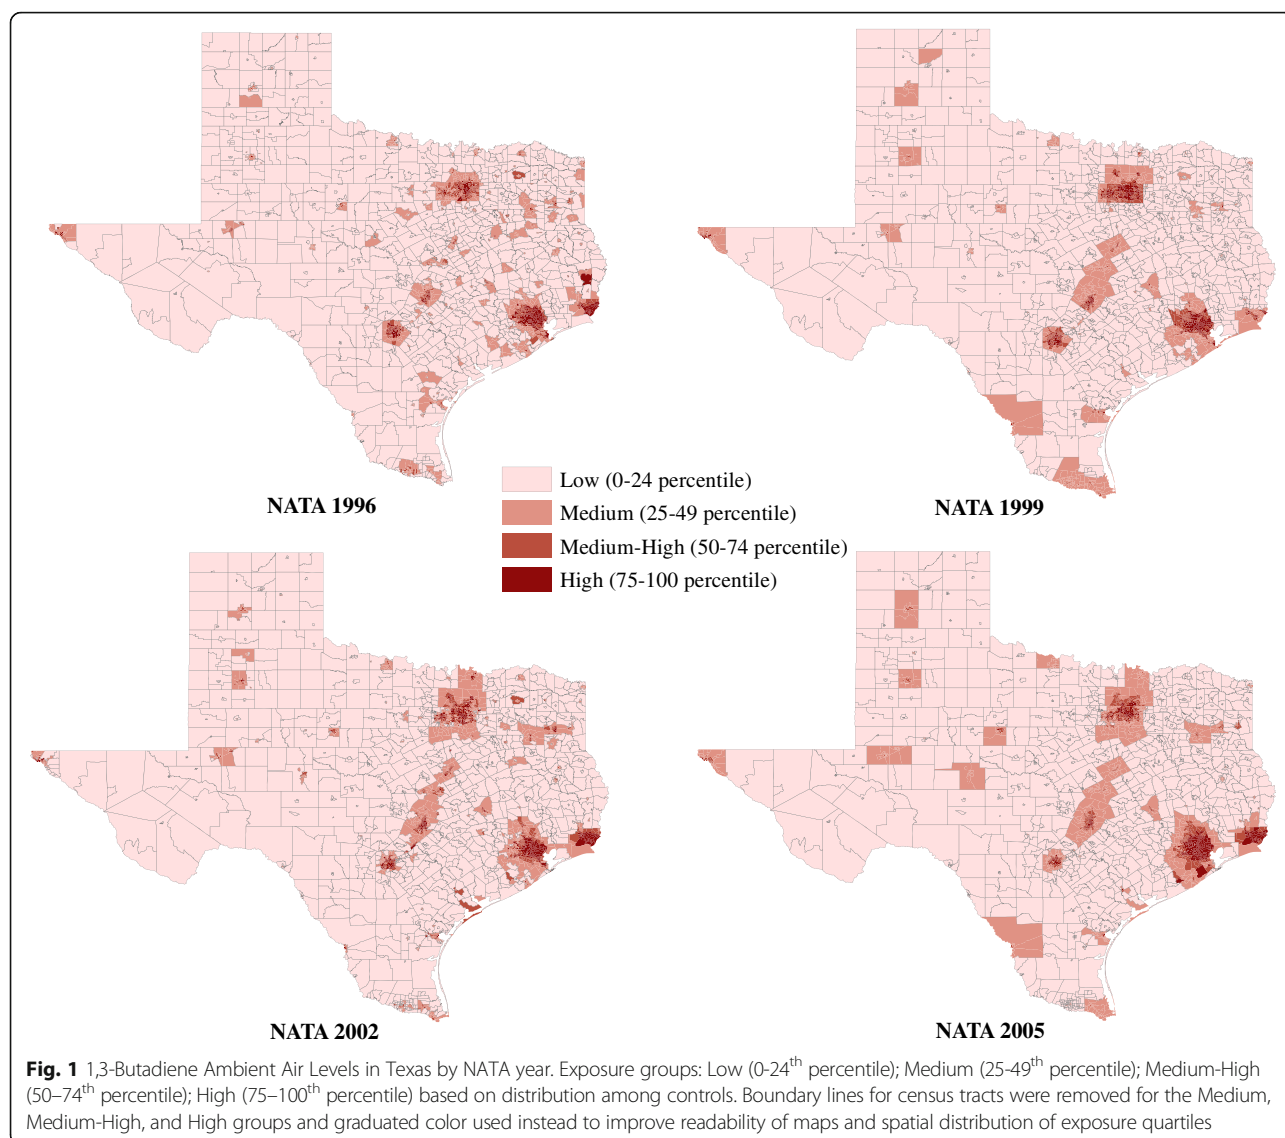 NATA 1996
NATA 1999
Low (0-24 percentile)
Medium (25-49 percentile)
Medium-High (50-74 percentile)
High (75-100 percentile)
NATA 2002
NATA 2005
Fig. 1 1,3-Butadiene Ambient Air Levels in Texas by NATA year. Exposure groups: Low (0-24th percentile); Medium (25-49th percentile); Medium-High
(50–74th percentile); High (75–100th percentile) based on distribution among controls. Boundary lines for census tracts were removed for the Medium,
Medium-High, and High groups and graduated color used instead to improve readability of maps and spatial distribution of exposure quartiles